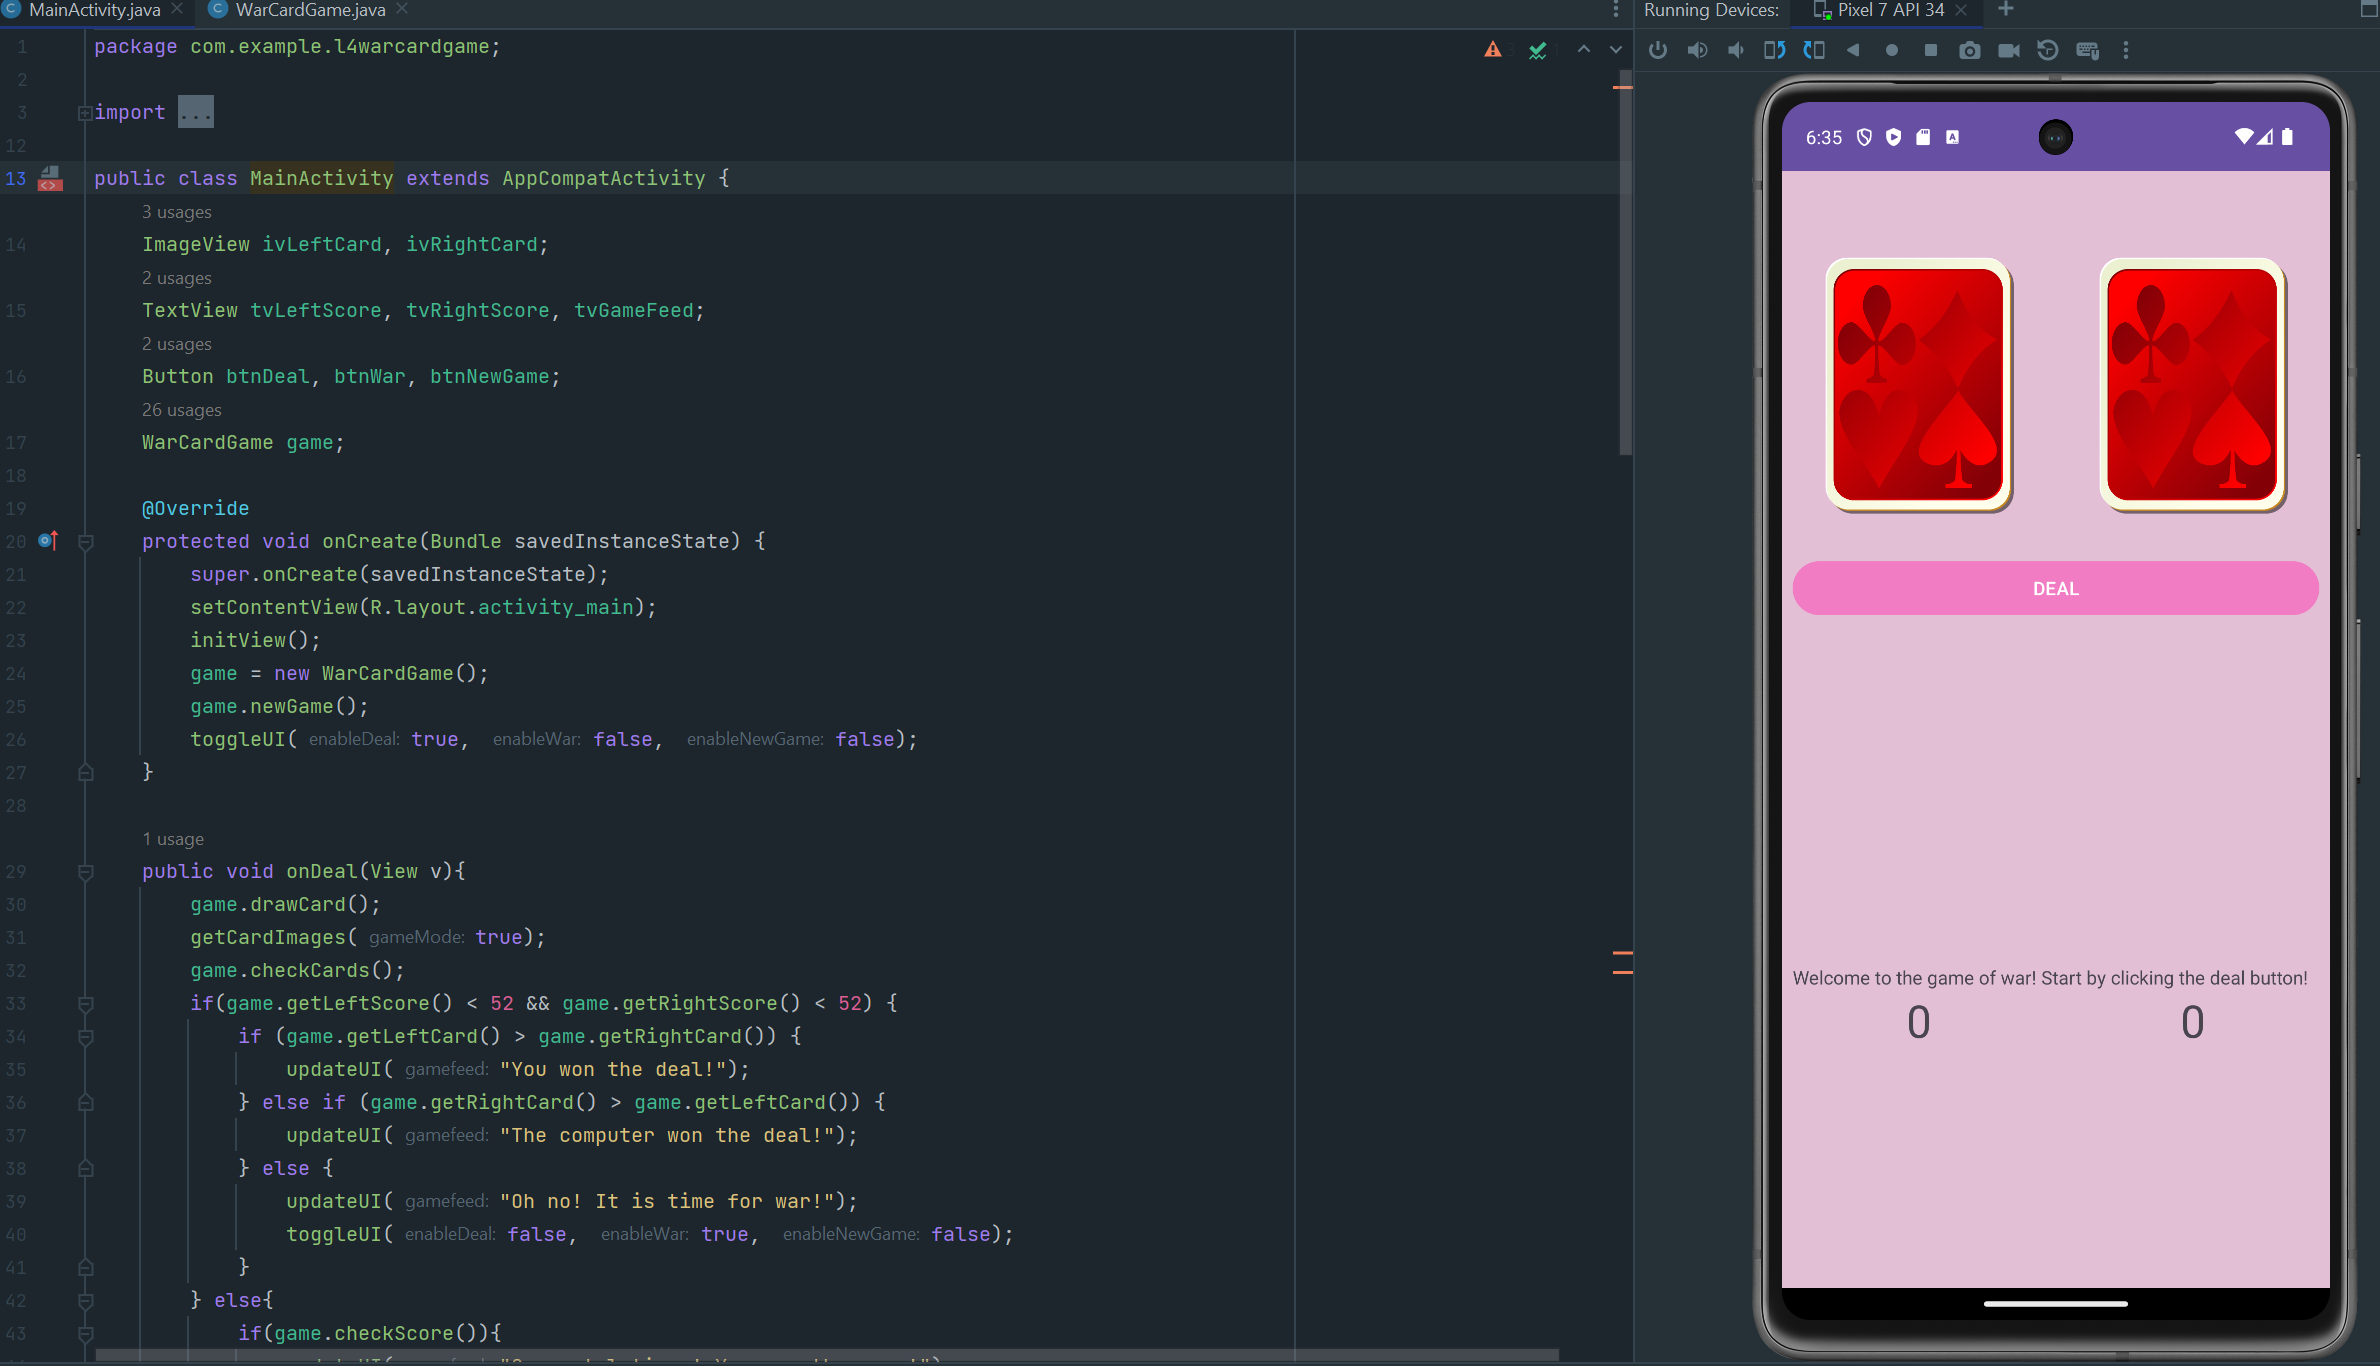 MainActivity.java WarCardGame.java
1 package com.example.l4warcardgame;
2
3 import ...
12
13 public class MainActivity extends AppCompatActivity {
3 usages
14 ImageView ivLeftCard, ivRightCard;
2 usages
15 TextView tvLeftScore, tvRightScore, tvGameFeed;
2 usages
16 Button btnDeal, btnWar, btnNewGame;
26 usages
17 WarCardGame game;
18
19 @Override
20 protected void onCreate(Bundle savedInstanceState) {
21 super.onCreate(savedInstanceState);
22 setContentView(R.layout.activity_main);
23 initView();
24 game = new WarCardGame();
25 game.newGame();
26 toggleUI( enableDeal: true, enableWar: false, enableNewGame: false);
27 }
28
1 usage
29 public void onDeal(View v){
30 game.drawCard();
31 getCardImages( gameMode: true);
32 game.checkCards();
33 if(game.getLeftScore() < 52 && game.getRightScore() < 52) {
34 if (game.getLeftCard() > game.getRightCard()) {
35 updateUI( gamefeed: "You won the deal!");
36 } else if (game.getRightCard() > game.getLeftCard()) {
37 updateUI( gamefeed: "The computer won the deal!");
38 } else {
39 updateUI( gamefeed: "Oh no! It is time for war!");
40 toggleUI( enableDeal: false, enableWar: true, enableNewGame: false);
41 }
42 } else{
43 if(game.checkScore()){
Running Devices: Pixel 7 API 34
6:35
DEAL
Welcome to the game of war! Start by clicking the deal button!
0 0